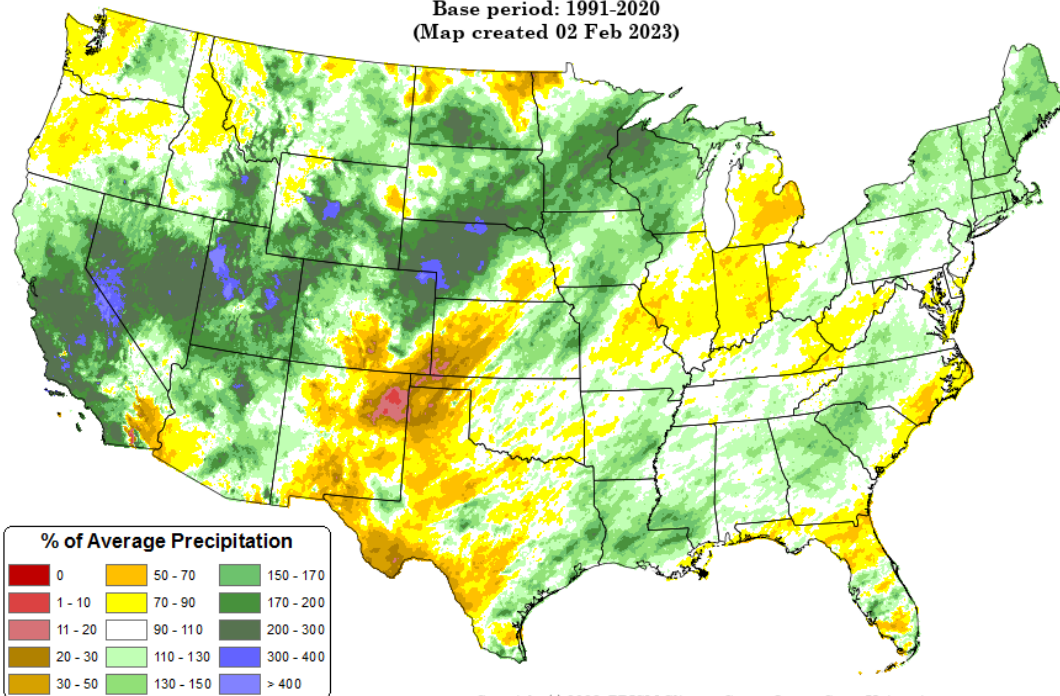 Base period: 1991-2020
(Map created 02 Feb 2023)
% of Average Precipitation
0
1 - 10
11 - 20
20 - 30
30 - 50
50 - 70
70 - 90
90 - 110
110 - 130
130 - 150
150 - 170
170 - 200
200 - 300
300 - 400
> 400